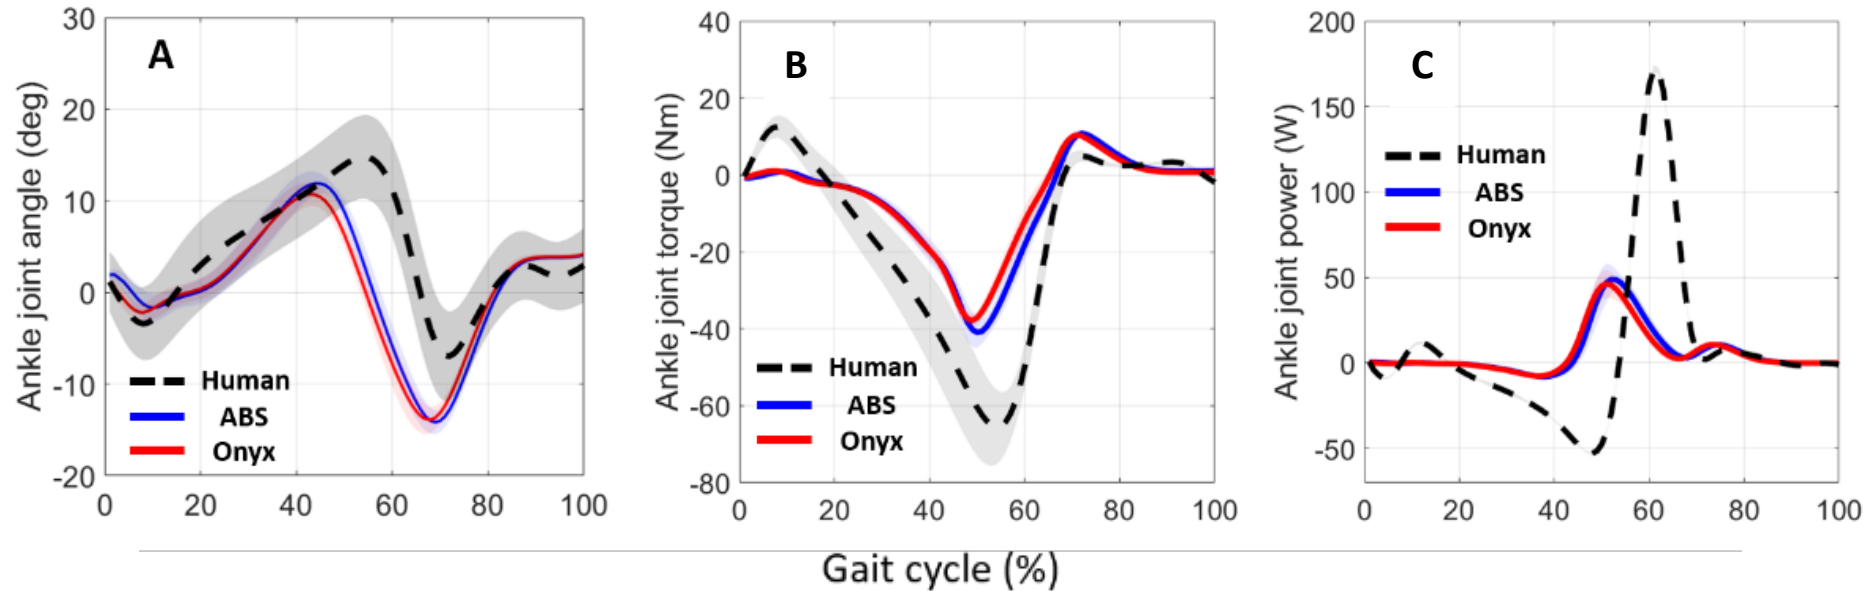 A
Ankle joint angle (deg)
30
20
10
0
-10
-20
Human
ABS
Onyx
0 20 40 60 80 100
B
Ankle joint torque (Nm)
40
20
0
-20
-40
-60
-80
Human
ABS
Onyx
0 20 40 60 80 100
C
Ankle joint power (W)
200
150
100
50
0
-50
Human
ABS
Onyx
0 20 40 60 80 100
Gait cycle (%)